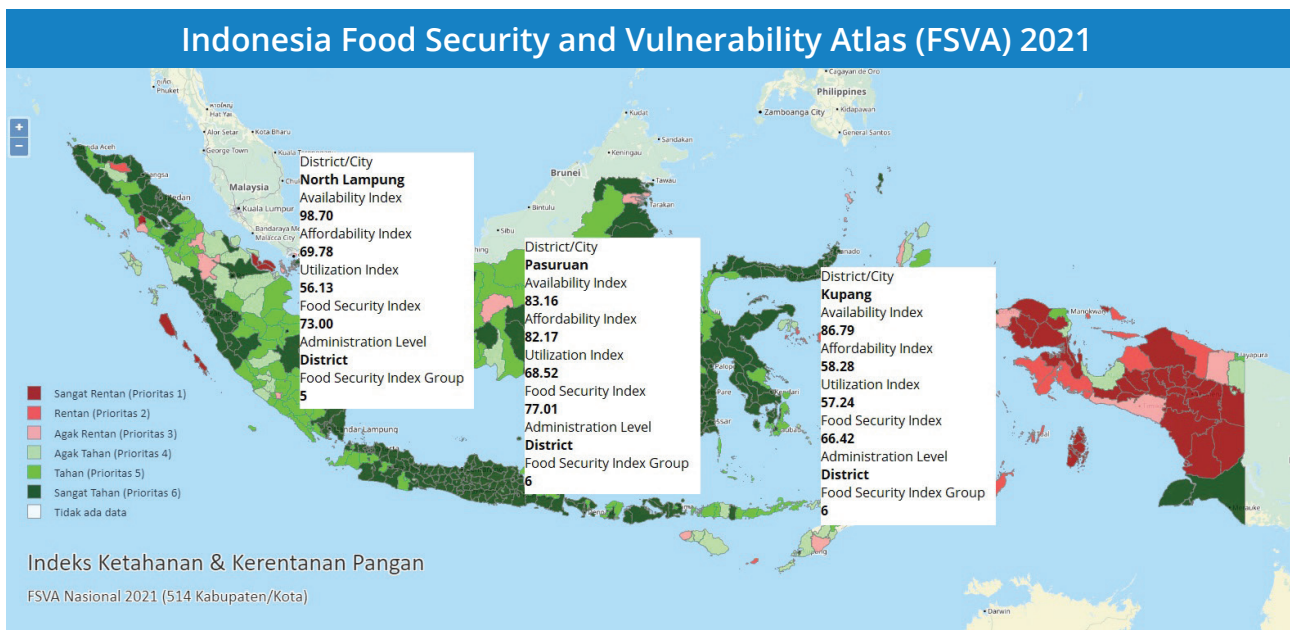 Indonesia Food Security and Vulnerability Atlas (FSVA) 2021
Phuket
Hat Yai
Alor Setar
Kota Bharu
George Town
Malaysia
Kuala Lumpur
Bandaraya
Malacca City
Medan
Cagayan de Oro
Philippines
Zamboanga City
Kidapawan
General Santos
Kudat
Sandakan
Keningau
Brunei
Tawau
Tarakan
Bintulu
Sibu
+
−
District/City
North Lampung
Availability Index
98.70
Affordability Index
69.78
Utilization Index
56.13
Food Security Index
73.00
Administration Level
District
Food Security Index Group
5
District/City
Pasuruan
Availability Index
83.16
Affordability Index
82.17
Utilization Index
68.52
Food Security Index
77.01
Administration Level
District
Food Security Index Group
6
District/City
Kupang
Availability Index
86.79
Affordability Index
58.28
Utilization Index
57.24
Food Security Index
66.42
Administration Level
District
Food Security Index Group
6
Palopo
Jayapura
Sangat Rentan (Prioritas 1)
Rentan (Prioritas 2)
Agak Rentan (Prioritas 3)
Agak Tahan (Prioritas 4)
Tahan (Prioritas 5)
Sangat Tahan (Prioritas 6)
Tidak ada data
Indeks Ketahanan & Kerentanan Pangan
FSVA Nasional 2021 (514 Kabupaten/Kota)
Darwin